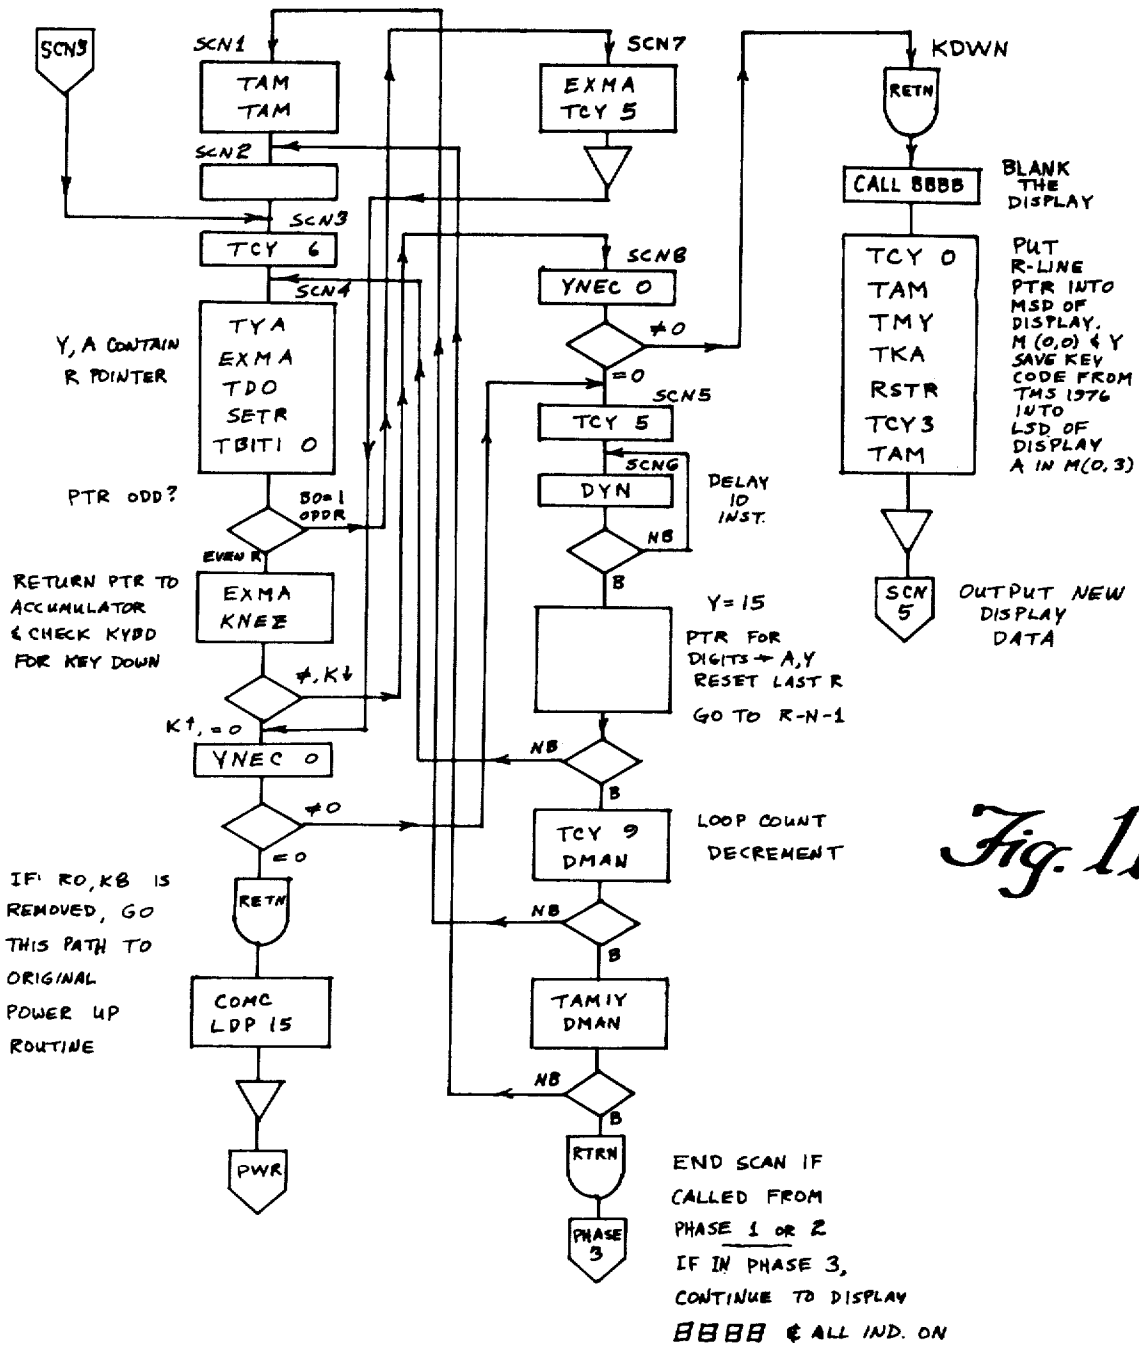 SCN3
SCN1
TAM
TAM
SCN2
SCN3
TCY 6
SCN4
TYA
EXMA
TDO
SETR
TBIT1 0
Y, A CONTAIN
R POINTER
PTR ODD?
B0=1
ODDR
EVEN R
RETURN PTR TO
ACCUMULATOR
& CHECK KYBD
FOR KEY DOWN
EXMA
KNEZ
≠, K↓
K↑, =0
YNEC 0
≠0
=0
IF R0, K8 IS
REMOVED, GO
THIS PATH TO
ORIGINAL
POWER UP
ROUTINE
RETN
COMC
LDP 15
PWR
SCN7
EXMA
TCY 5
SCN8
YNEC 0
≠0
=0
SCN5
TCY 5
SCN6
DYN
DELAY
10
INST.
NB
B
Y=15
PTR FOR
DIGITS → A,Y
RESET LAST R
GO TO R-N-1
NB
B
TCY 9
DMAN
LOOP COUNT
DECREMENT
NB
B
TAMIY
DMAN
NB
B
RTRN
PHASE
3
END SCAN IF
CALLED FROM
PHASE 1 OR 2
IF IN PHASE 3,
CONTINUE TO DISPLAY
8888 & ALL IND. ON
KDWN
RETN
CALL 8888
BLANK
THE
DISPLAY
TCY 0
TAM
TMY
TKA
RSTR
TCY3
TAM
PUT
R-LINE
PTR INTO
MSD OF
DISPLAY.
M(0,0) & Y
SAVE KEY
CODE FROM
TMS 1976
INTO
LSD OF
DISPLAY
A IN M(0,3)
SCN
5
OUTPUT NEW
DISPLAY
DATA